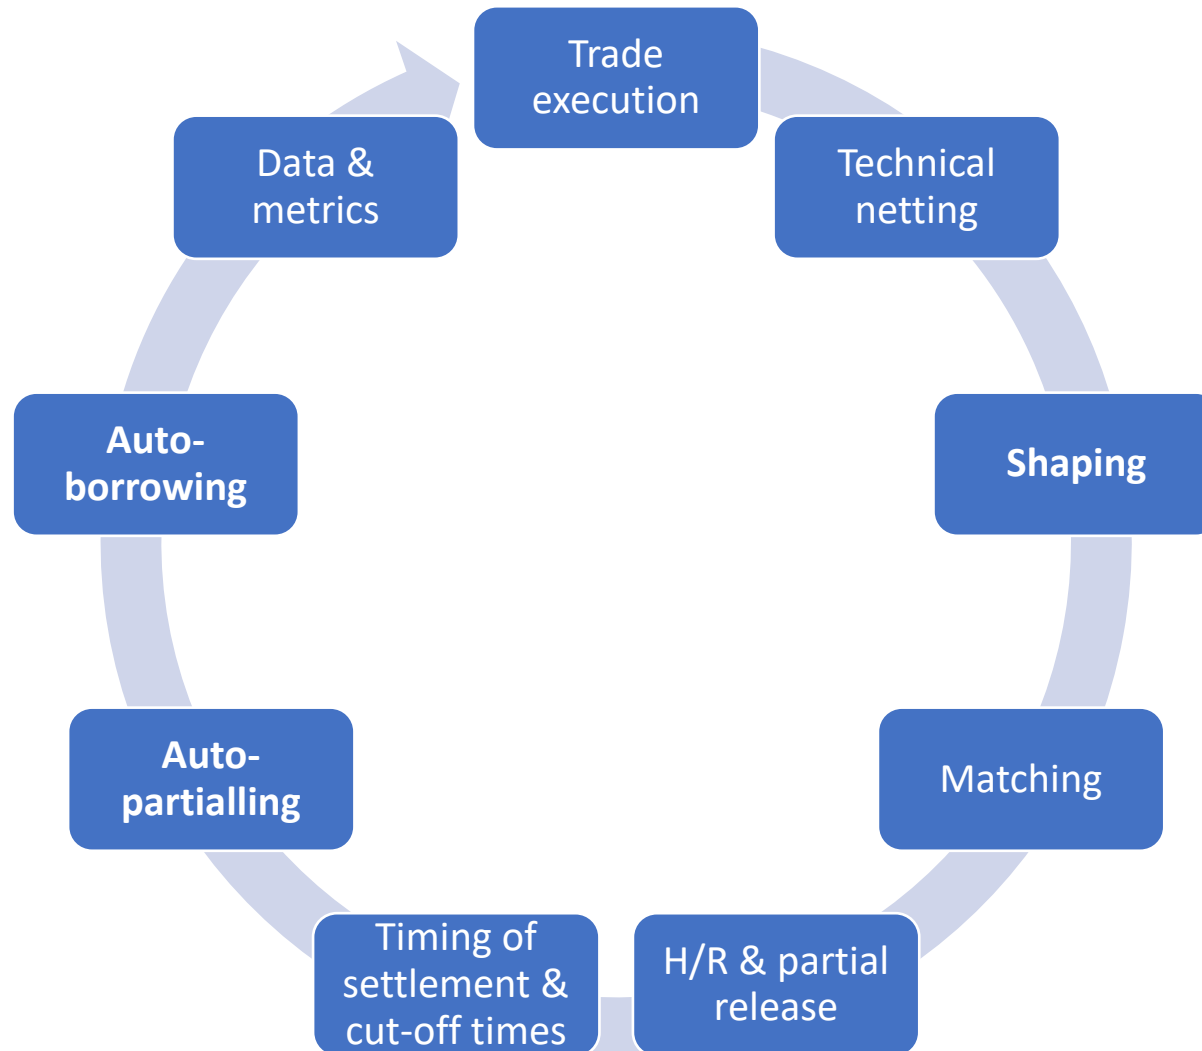 Trade
execution
Technical
netting
Shaping
Matching
H/R & partial
release
Timing of
settlement &
cut-off times
Auto-
partialling
Auto-
borrowing
Data &
metrics